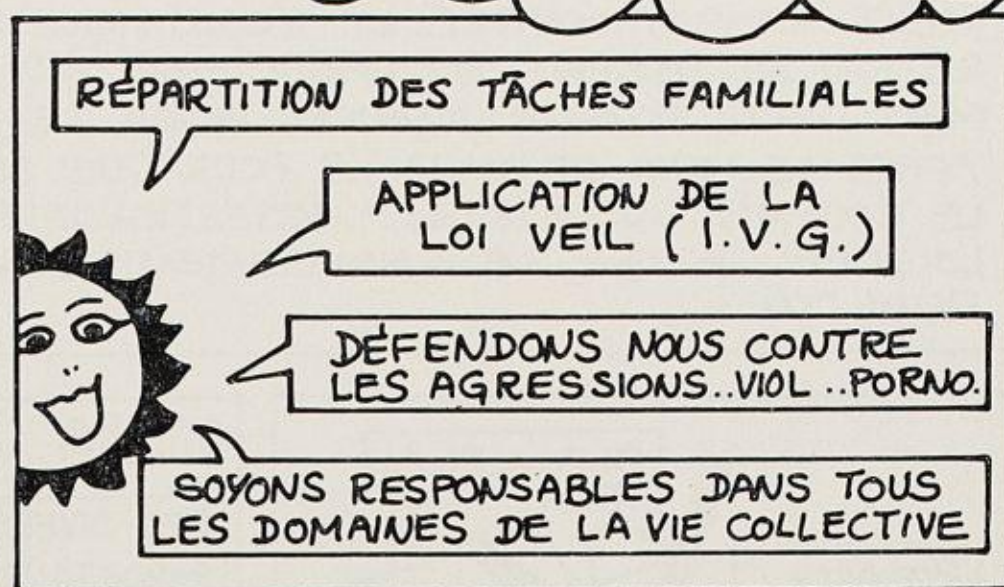 RÉPARTITION DES TÂCHES FAMILIALES
APPLICATION DE LA
LOI VEIL (I.V.G.)
DÉFENDONS NOUS CONTRE
LES AGRESSIONS..VIOL..PORNO.
SOYONS RESPONSABLES DANS TOUS
LES DOMAINES DE LA VIE COLLECTIVE